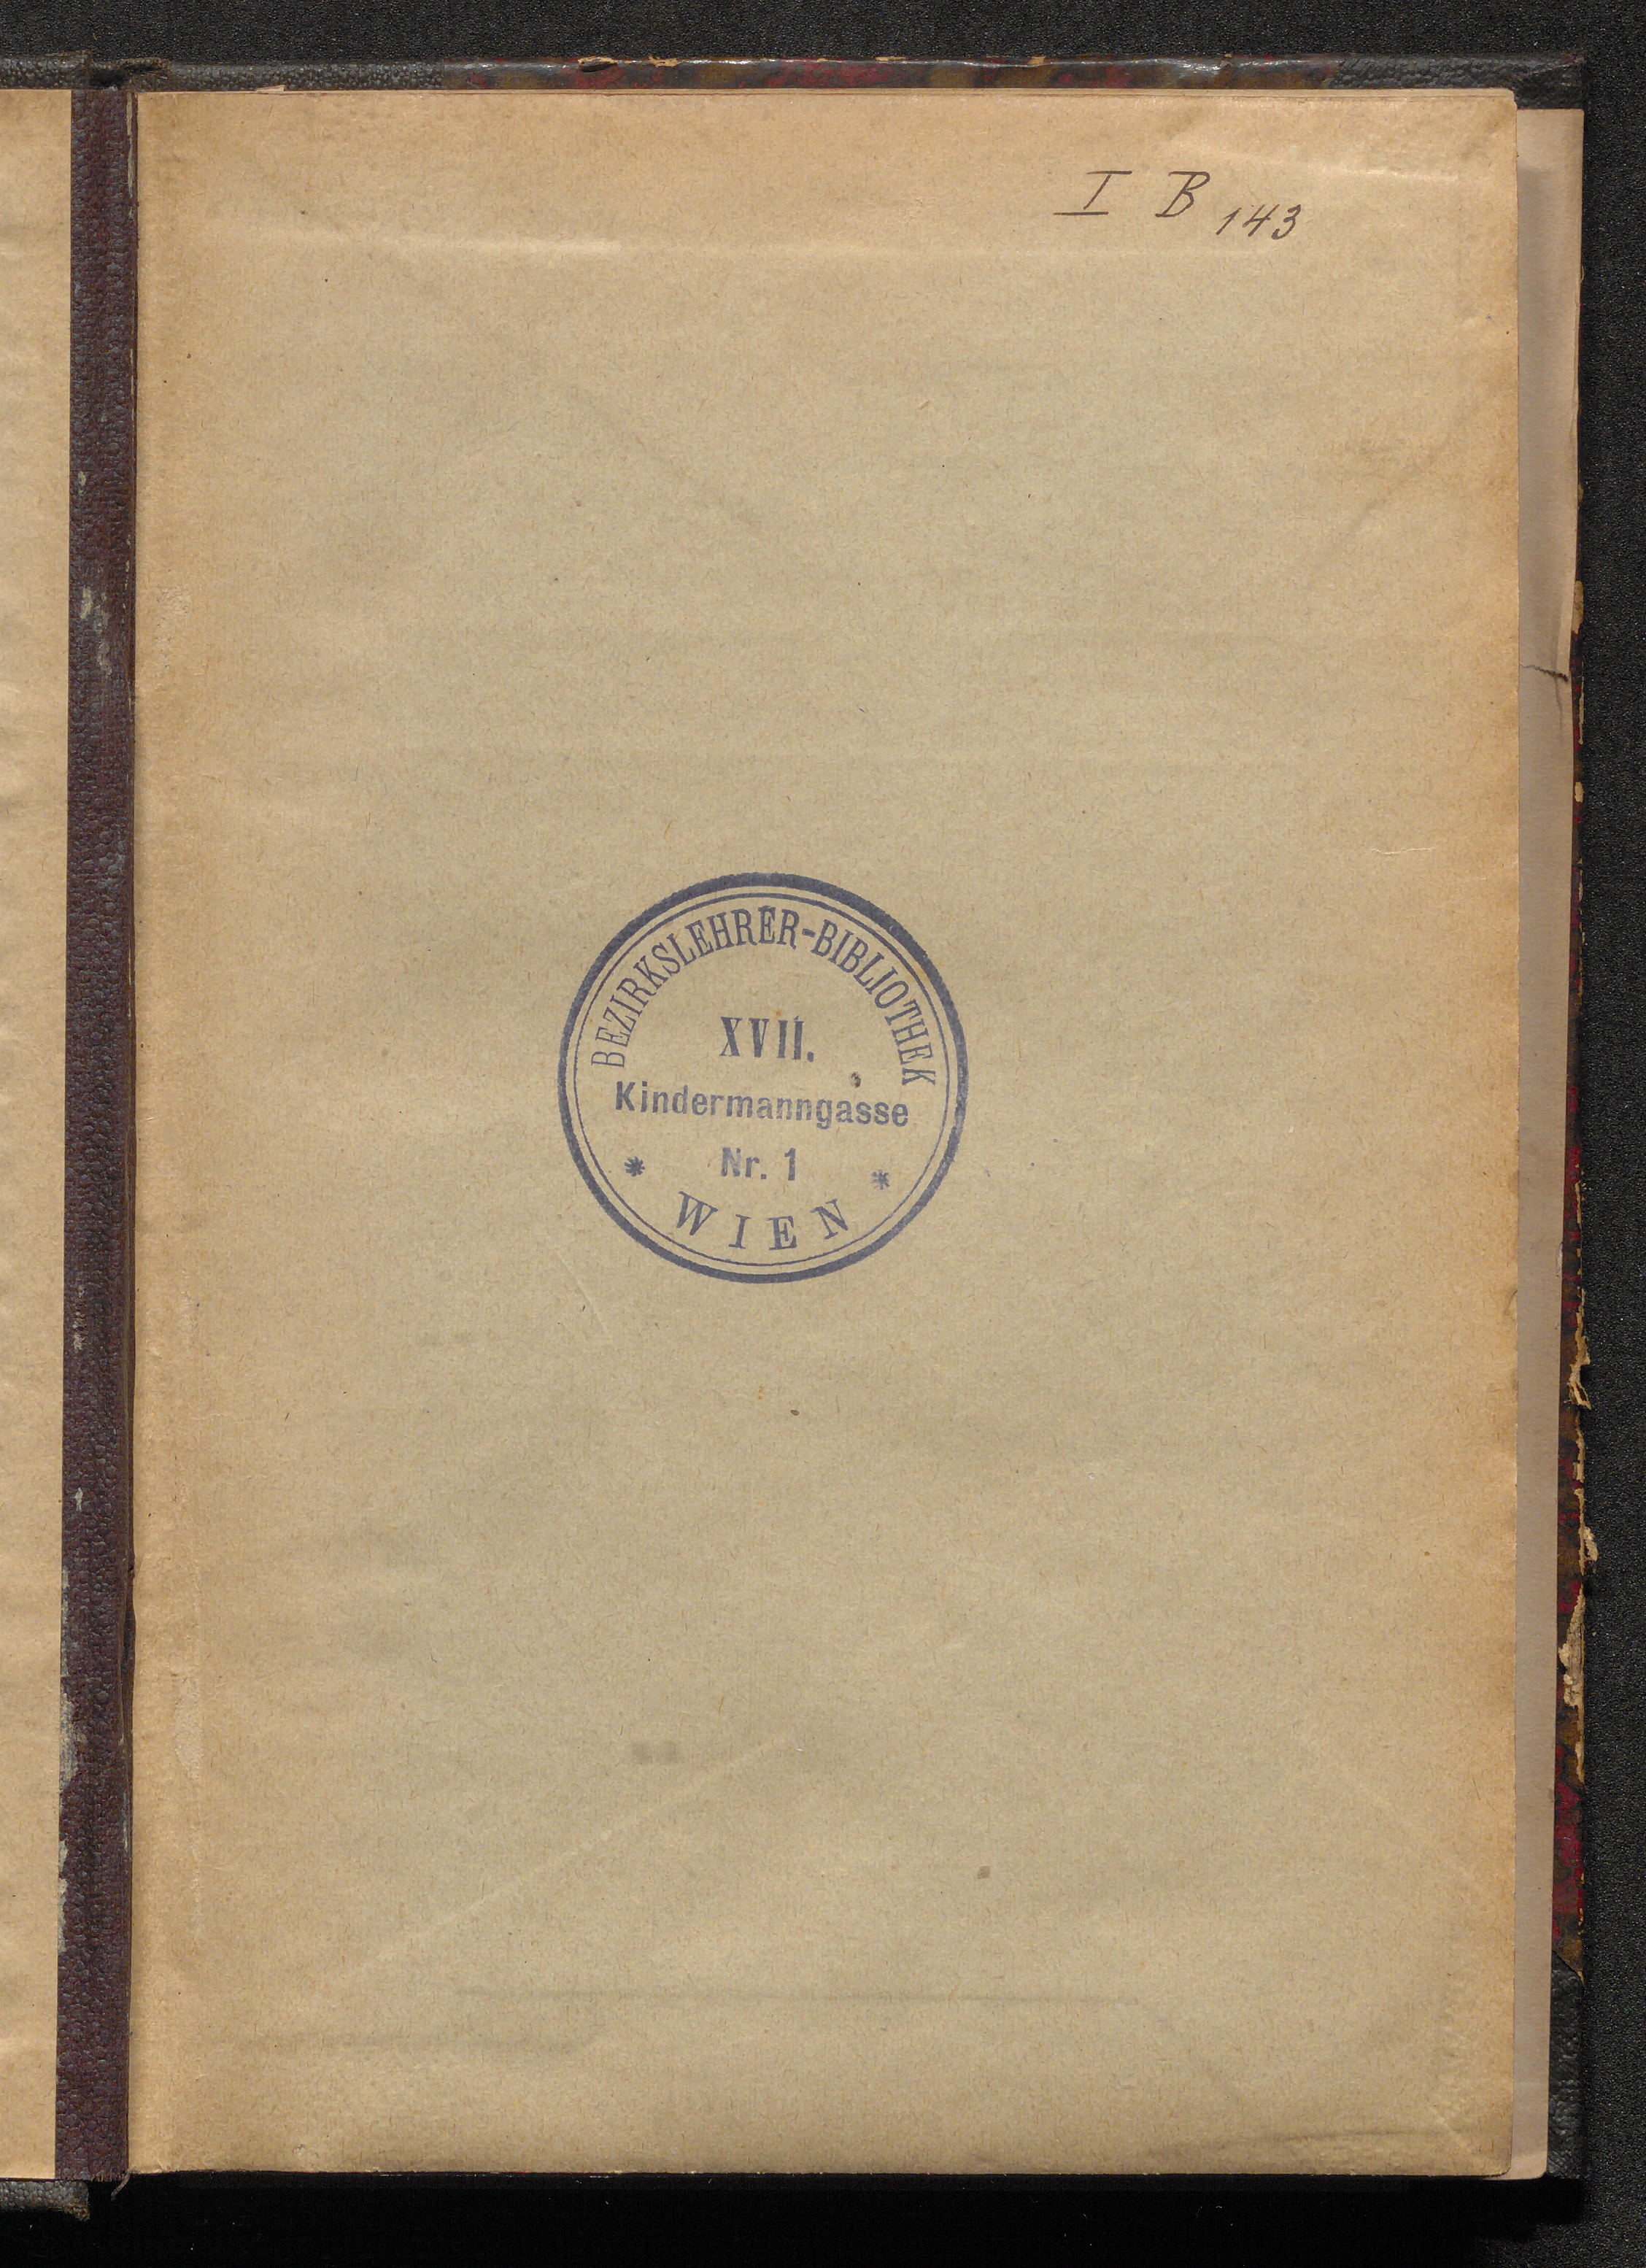 I B 143
BEZIRKSLEHRER-BIBLIOTHEK
XVII.
Kindermanngasse
* Nr. 1 *
WIEN